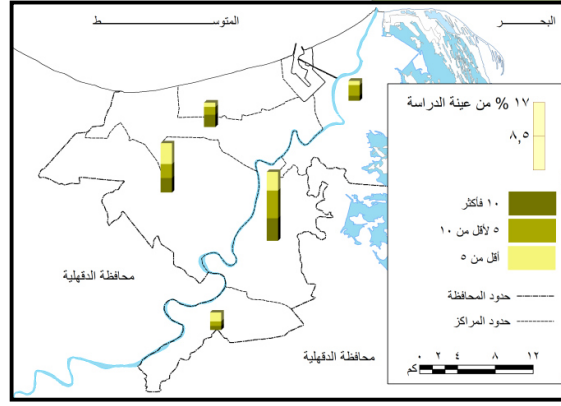 البحر المتوسط
١٧ % من عينة الدراسة
٨,٥
١٠ فأكثر
٥ لأقل من ١٠
أقل من ٥
حدود المحافظة
حدود المراكز
٠ ٢ ٤ ٨ ١٢
كم
محافظة الدقهلية
محافظة الدقهلية